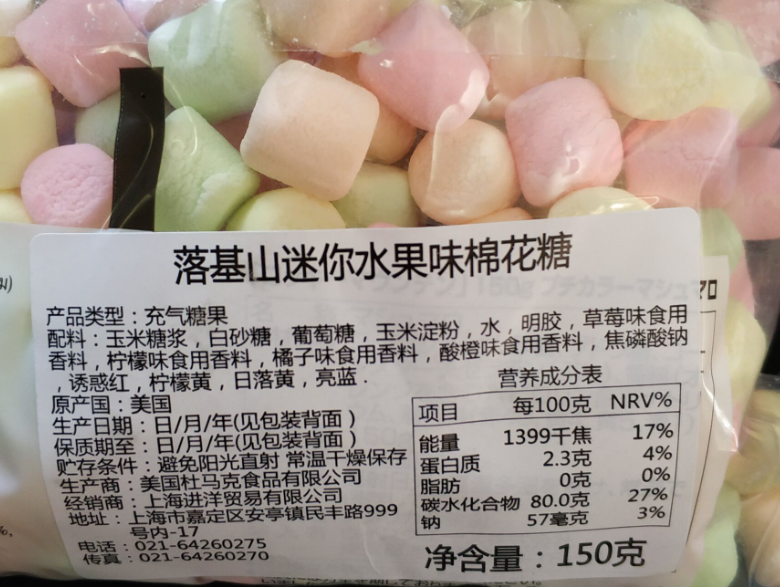 落基山迷你水果味棉花糖
产品类型：充气糖果
配料：玉米糖浆，白砂糖，葡萄糖，玉米淀粉，水，明胶，草莓味食用
香料，柠檬味食用香料，橘子味食用香料，酸橙味食用香料，焦磷酸钠
，诱惑红，柠檬黄，日落黄，亮蓝．
原产国：美国
生产日期：日/月/年(见包装背面）
保质期至：日/月/年(见包装背面）
贮存条件：避免阳光直射 常温干燥保存
生产商：美国杜马克食品有限公司
经销商：上海进洋贸易有限公司
地址：上海市嘉定区安亭镇民丰路999
号内-17
电话：021-64260275
传真：021-64260270
营养成分表
项目 每100克 NRV%
能量 1399千焦 17%
蛋白质 2.3克 4%
脂肪 0克 0%
碳水化合物 80.0克 27%
钠 57毫克 3%
净含量：150克